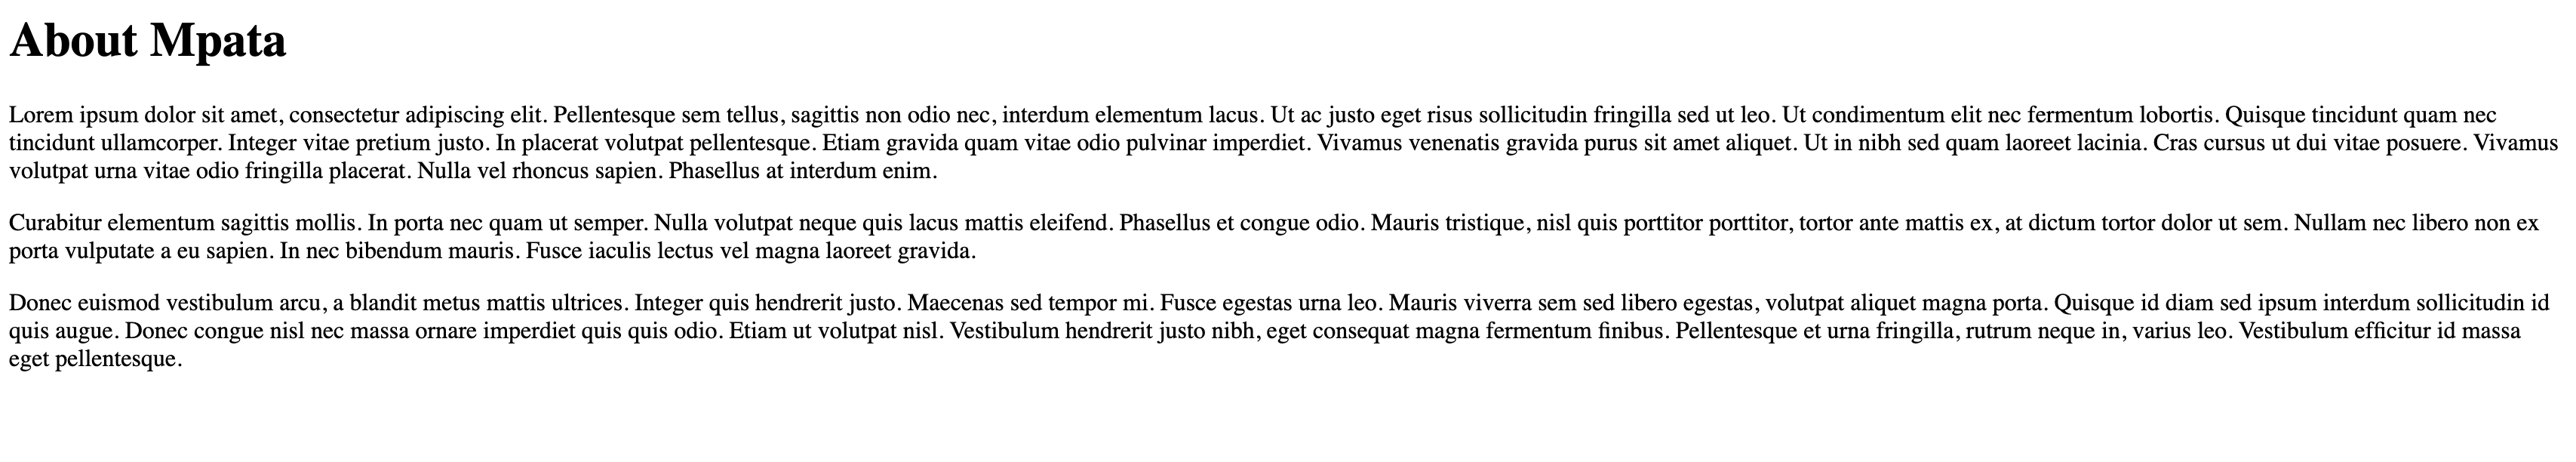 About Mpata
Lorem ipsum dolor sit amet, consectetur adipiscing elit. Pellentesque sem tellus, sagittis non odio nec, interdum elementum lacus. Ut ac justo eget risus sollicitudin fringilla sed ut leo. Ut condimentum elit nec fermentum lobortis. Quisque tincidunt quam nec
tincidunt ullamcorper. Integer vitae pretium justo. In placerat volutpat pellentesque. Etiam gravida quam vitae odio pulvinar imperdiet. Vivamus venenatis gravida purus sit amet aliquet. Ut in nibh sed quam laoreet lacinia. Cras cursus ut dui vitae posuere. Vivamus
volutpat urna vitae odio fringilla placerat. Nulla vel rhoncus sapien. Phasellus at interdum enim.
Curabitur elementum sagittis mollis. In porta nec quam ut semper. Nulla volutpat neque quis lacus mattis eleifend. Phasellus et congue odio. Mauris tristique, nisl quis porttitor porttitor, tortor ante mattis ex, at dictum tortor dolor ut sem. Nullam nec libero non ex
porta vulputate a eu sapien. In nec bibendum mauris. Fusce iaculis lectus vel magna laoreet gravida.
Donec euismod vestibulum arcu, a blandit metus mattis ultrices. Integer quis hendrerit justo. Maecenas sed tempor mi. Fusce egestas urna leo. Mauris viverra sem sed libero egestas, volutpat aliquet magna porta. Quisque id diam sed ipsum interdum sollicitudin id
quis augue. Donec congue nisl nec massa ornare imperdiet quis quis odio. Etiam ut volutpat nisl. Vestibulum hendrerit justo nibh, eget consequat magna fermentum finibus. Pellentesque et urna fringilla, rutrum neque in, varius leo. Vestibulum efficitur id massa
eget pellentesque.